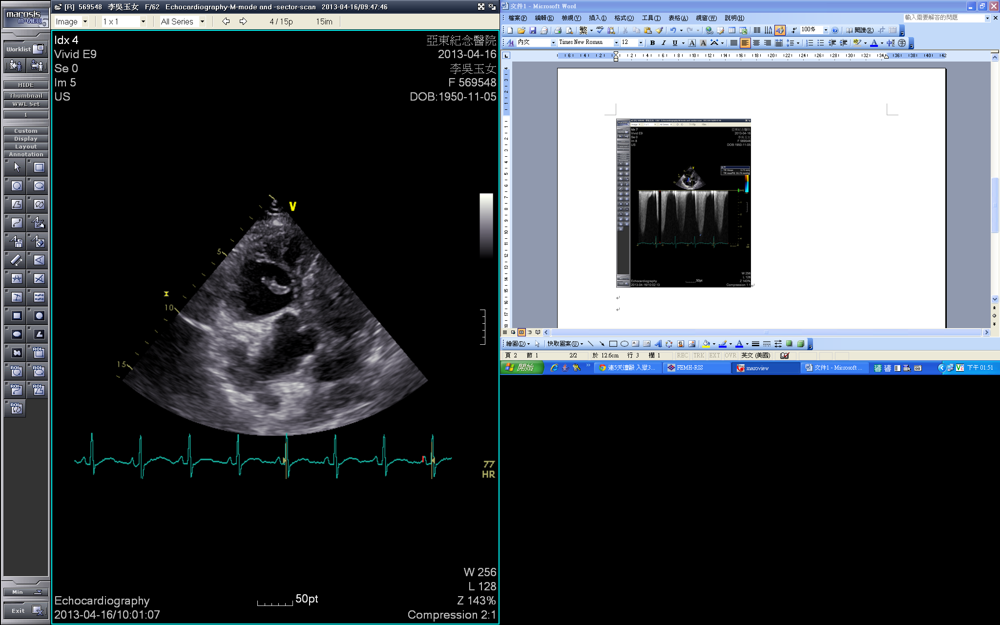 marosis
m-VIEW 5
[R] 569548 李吳玉女 F/62 Echocardiography-M-mode and -sector-scan 2013-04-16/09:47:46
Image 1 x 1 All Series 4 / 15p 15im
Worklist
HIDE
Thumbnail
WWL Set
1
Custom
Display
Layout
Annotation
ROI
ROI
ROI
ROI
ROI
ROI
Min
Exit
Idx 4
Vivid E9
Se 0
Im 5
US
亞東紀念醫院
2013-04-16
李吳玉女
F 569548
DOB:1950-11-05
V
5
10
15
77
HR
W 256
L 128
Z 143%
Compression 2:1
50pt
Echocardiography
2013-04-16/10:01:07
文件1 - Microsoft Word
檔案(F) 編輯(E) 檢視(V) 插入(I) 格式(O) 工具(T) 表格(A) 視窗(W) 說明(H) 輸入需要解答的問題
繁 100% 閱讀(R)
內文 Times New Roman 12 B I U A A
Idx 7
Vivid E9
Se 0
Im 8
US
亞東紀念醫院
2013-04-16
李吳玉女
F 569548
DOB:1950-11-05
V
TR Vmax 3.73 m/s
TR maxPG 55.79 mmHg
W 256
L 128
Z 143%
Compression 1:1
50pt
Echocardiography
2013-04-16/10:02:13
繪圖(D) 快取圖案(U)
頁 2 節 1 2/2 於 12.6cm 行 3 欄 1 REC TRK EXT OVR 英文 (美國)
開始 連5天遭毆 入獄3... FEMH-RIS maroview 文件1 - Microsoft ... 下午 01:51